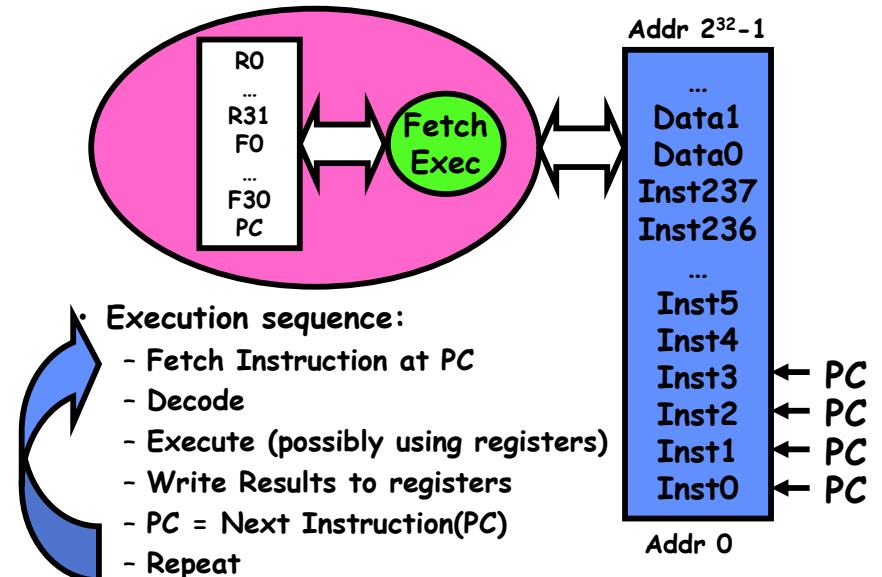 R0
…
R31
F0
…
F30
PC
Fetch
Exec
Addr 2³²-1
…
Data1
Data0
Inst237
Inst236
…
Inst5
Inst4
Inst3
Inst2
Inst1
Inst0
Addr 0
PC
PC
PC
PC
• Execution sequence:
– Fetch Instruction at PC
– Decode
– Execute (possibly using registers)
– Write Results to registers
– PC = Next Instruction(PC)
– Repeat